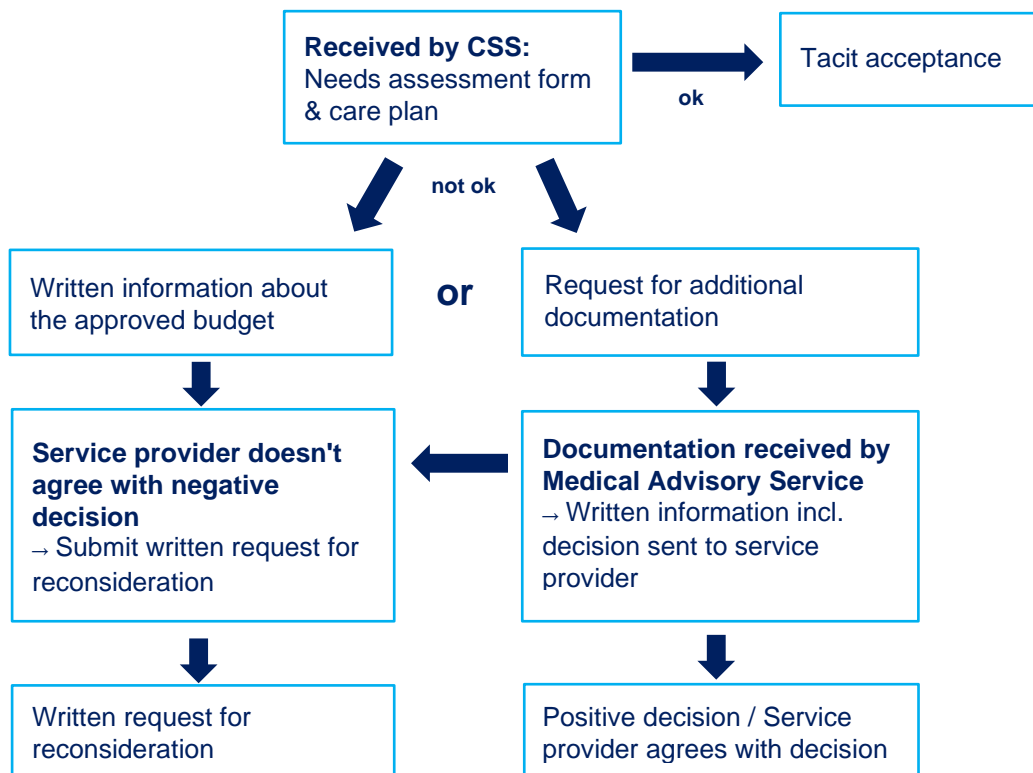 Received by CSS:
Needs assessment form
& care plan
ok
Tacit acceptance
not ok
Written information about
the approved budget
or
Request for additional
documentation
Service provider doesn't
agree with negative
decision
→ Submit written request for
reconsideration
Documentation received by
Medical Advisory Service
→ Written information incl.
decision sent to service
provider
Written request for
reconsideration
Positive decision / Service
provider agrees with decision